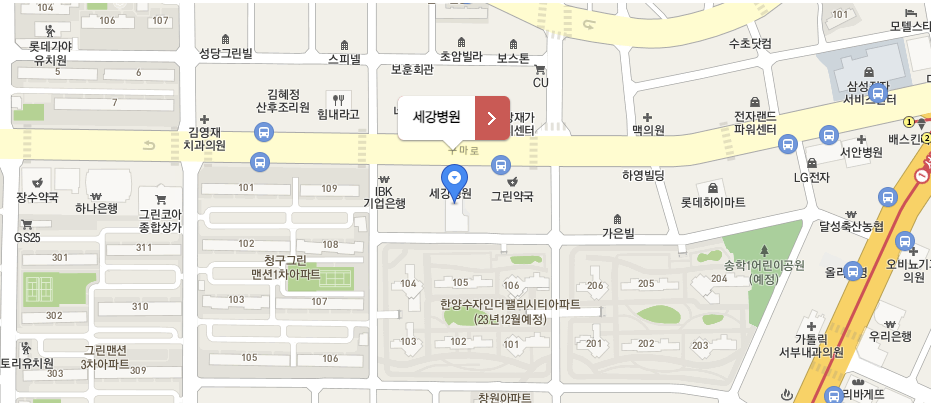 104
106
107
롯데가야
유치원
5
6
7
성당그린빌
스피넬
보훈회관
초암빌라
보스톤
CU
수초닷컴
101
모텔스타
삼성전자
서비스센터
김혜정
산후조리원
힘내라고
세강병원
김영재
치과의원
맥의원
전자랜드
파워센터
1
2
배스킨
서안병원
구마로
장수약국
하나은행
그린코아
종합상가
GS25
101
109
IBK
기업은행
세강병원
그린약국
하영빌딩
LG전자
롯데하이마트
가은빌
달성축산농협
301
311
102
108
청구그린
맨션1차아파트
302
310
103
107
104
105
106
한양수자인더팰리시티아파트
(23년12월예정)
103
102
101
206
205
204
201
202
203
송학1어린이공원
(예정)
오비뇨기
의원
우리은행
가톨릭
서부내과의원
토리유치원
그린맨션
3차아파트
303
309
105
106
창원아파트